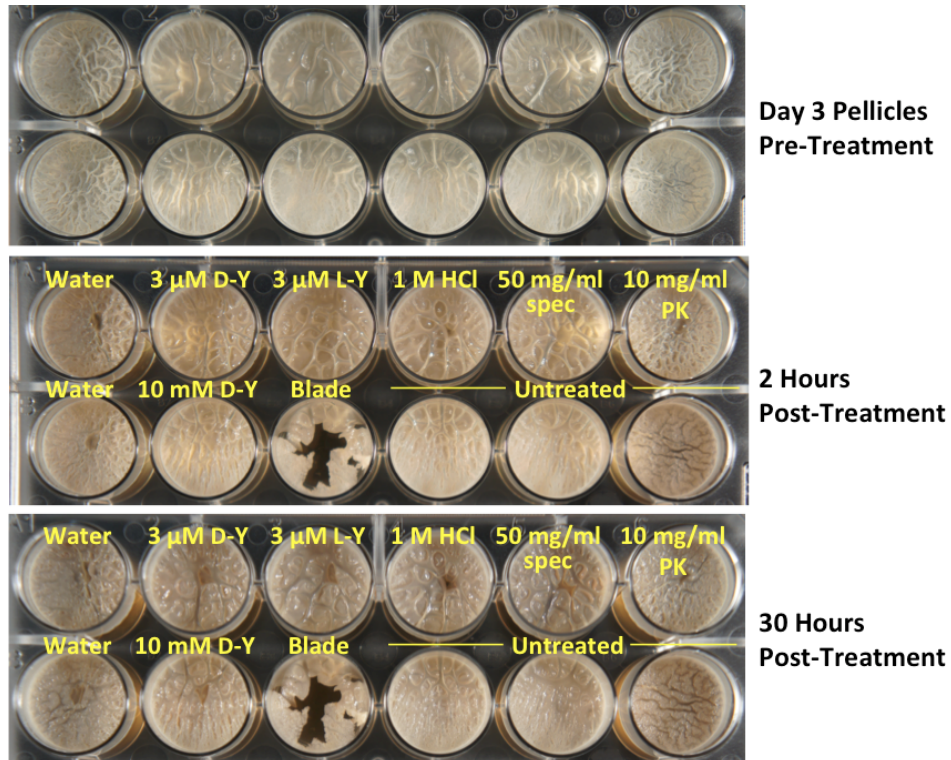 Day 3 Pellicles
Pre-Treatment
Water 3 μM D-Y 3 μM L-Y 1 M HCl 50 mg/ml spec 10 mg/ml PK
Water 10 mM D-Y Blade Untreated
2 Hours
Post-Treatment
Water 3 μM D-Y 3 μM L-Y 1 M HCl 50 mg/ml spec 10 mg/ml PK
Water 10 mM D-Y Blade Untreated
30 Hours
Post-Treatment